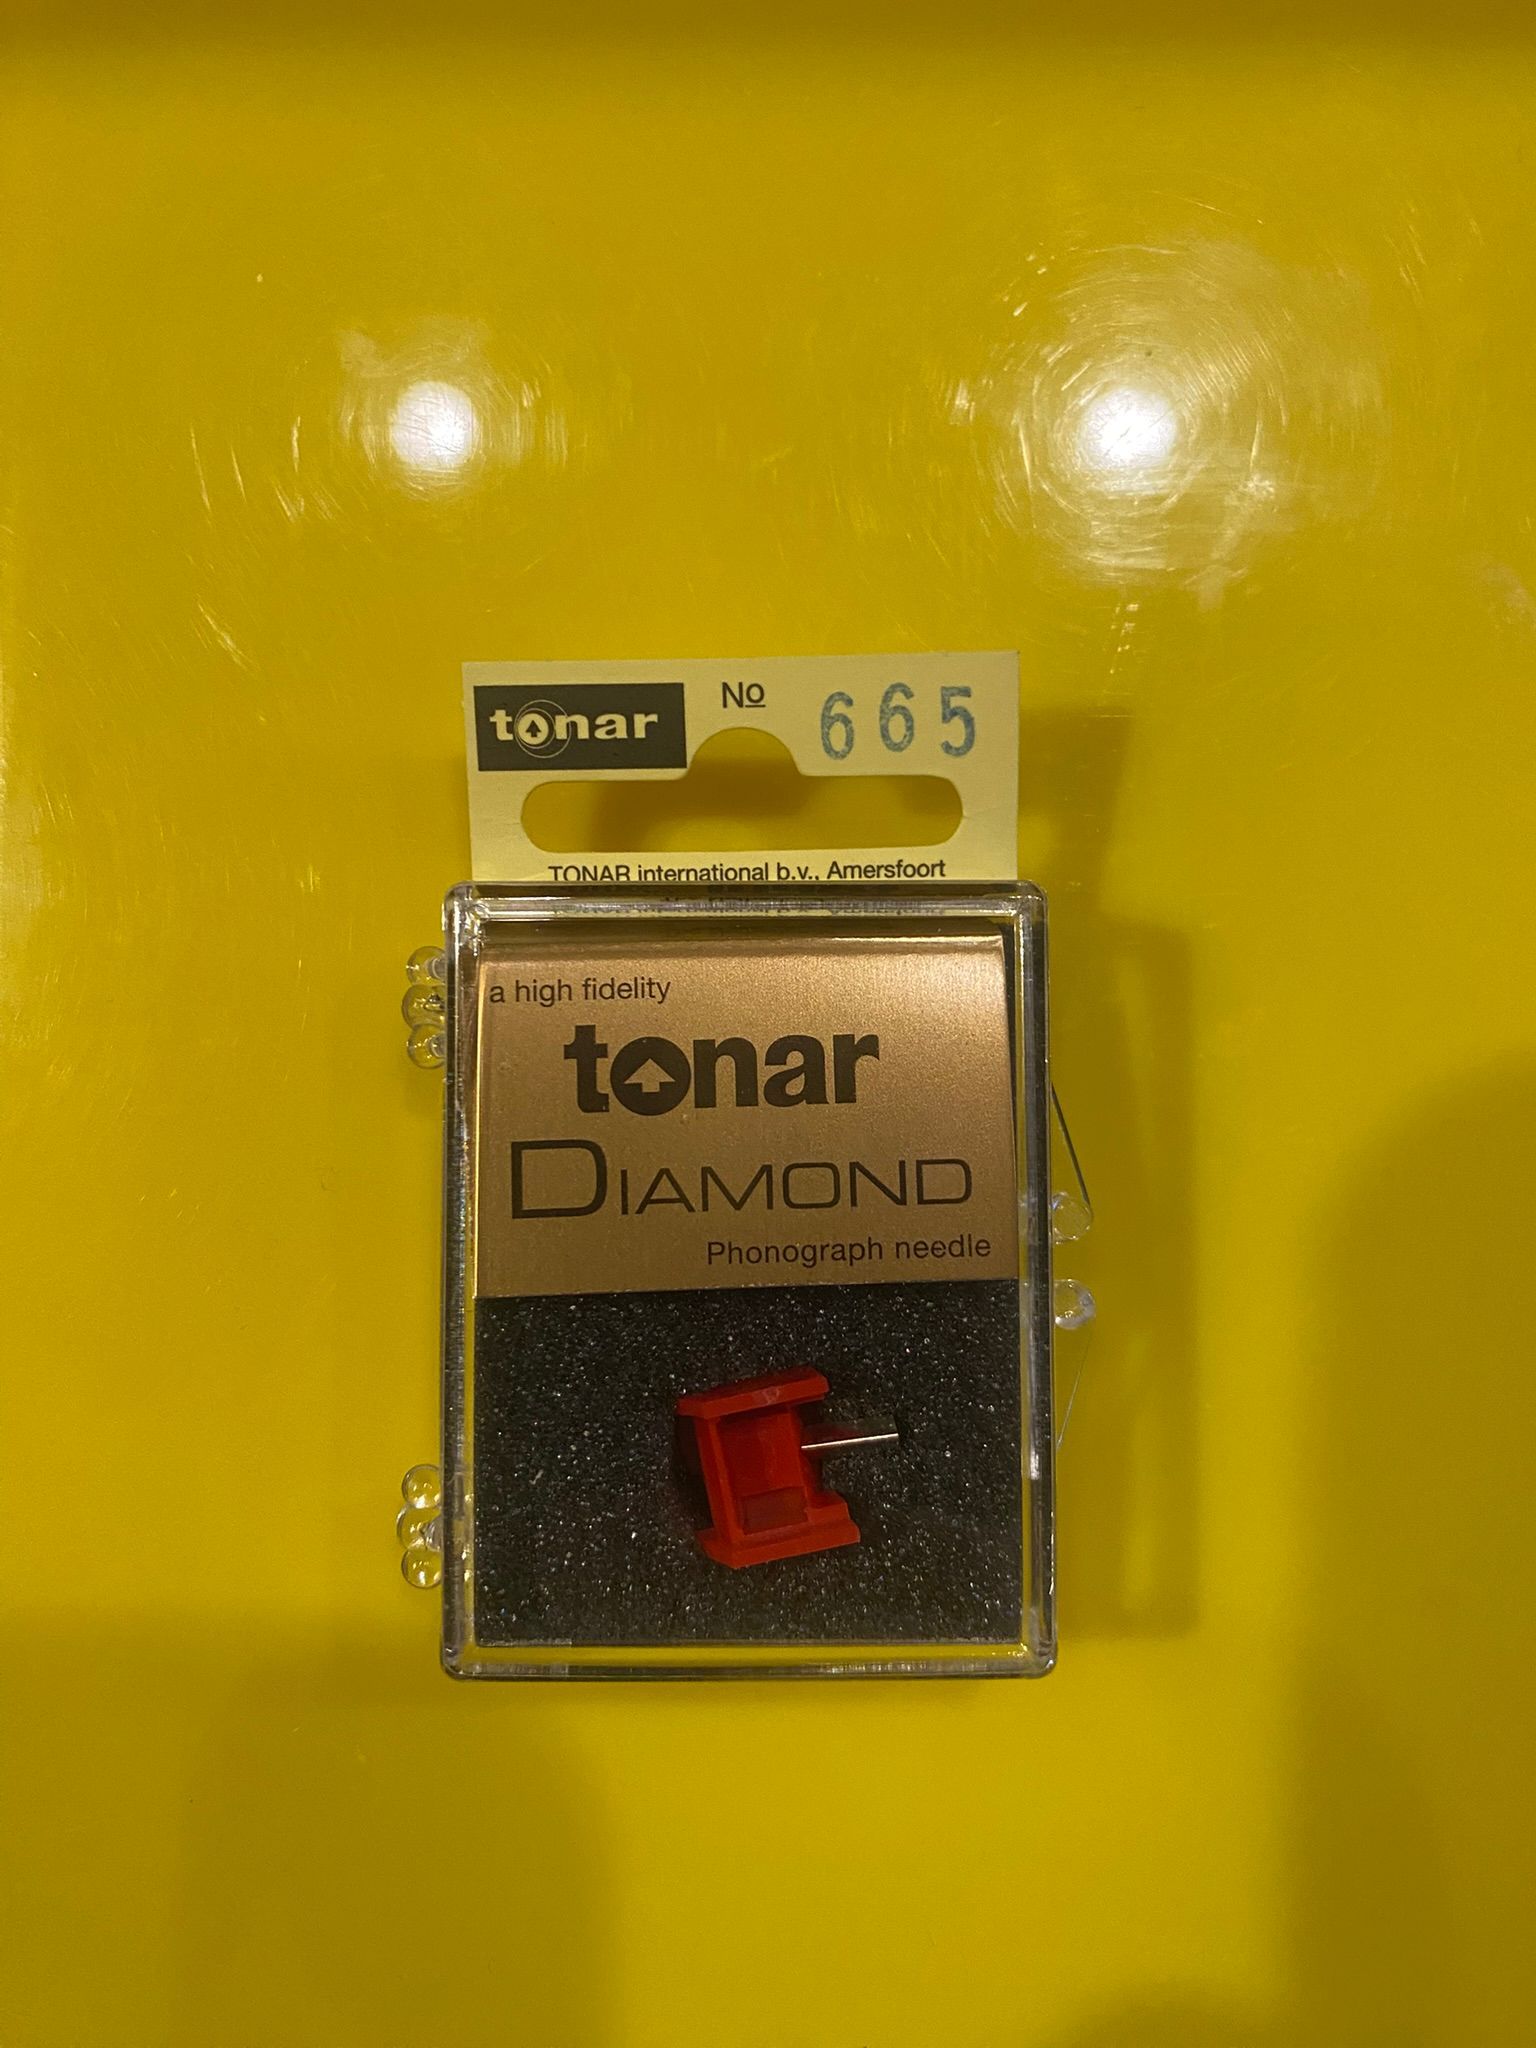 tonar
No 665
TONAR international b.v., Amersfoort
a high fidelity
tonar
DIAMOND
Phonograph needle